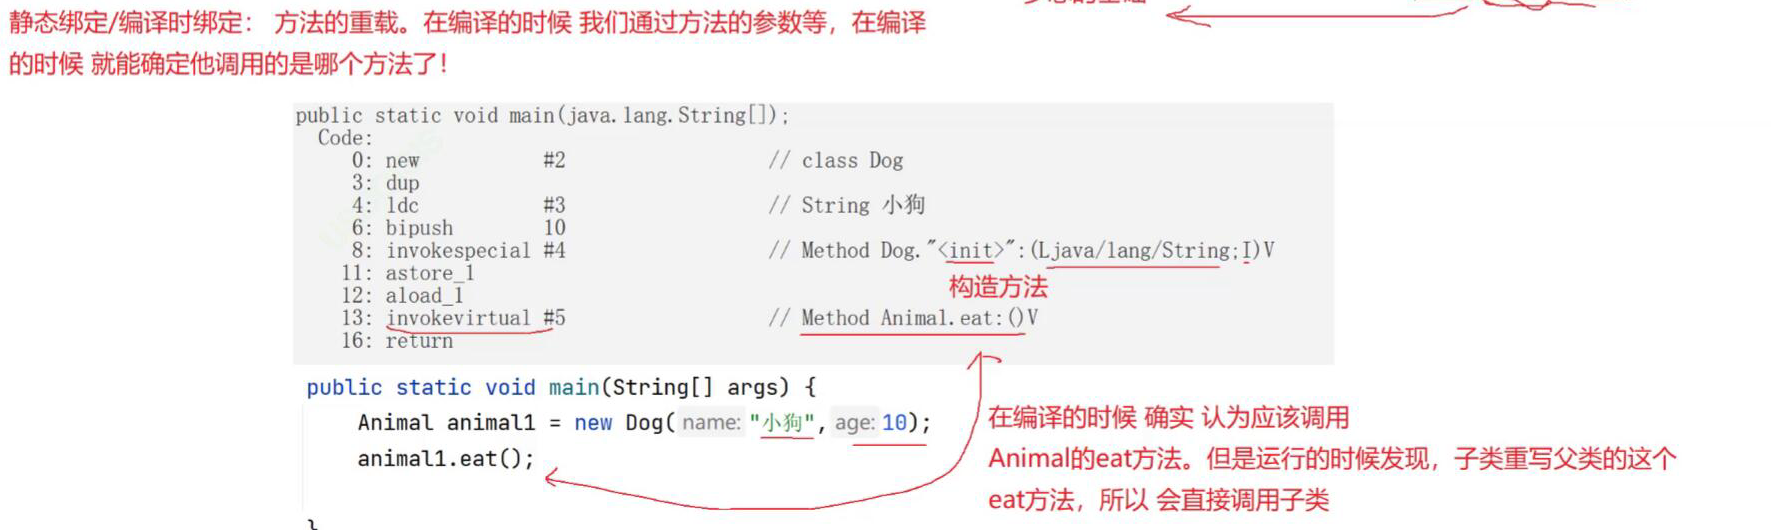 静态绑定/编译时绑定： 方法的重载。在编译的时候 我们通过方法的参数等，在编译
的时候 就能确定他调用的是哪个方法了！
public static void main(java.lang.String[]);
Code:
0: new #2 // class Dog
3: dup
4: ldc #3 // String 小狗
6: bipush 10
8: invokespecial #4 // Method Dog."<init>":(Ljava/lang/String;I)V
11: astore_1
构造方法
12: aload_1
13: invokevirtual #5 // Method Animal.eat:()V
16: return
public static void main(String[] args) {
Animal animal1 = new Dog( name: "小狗", age: 10);
animal1.eat();
}
在编译的时候 确实 认为应该调用
Animal的eat方法。但是运行的时候发现，子类重写父类的这个
eat方法，所以 会直接调用子类